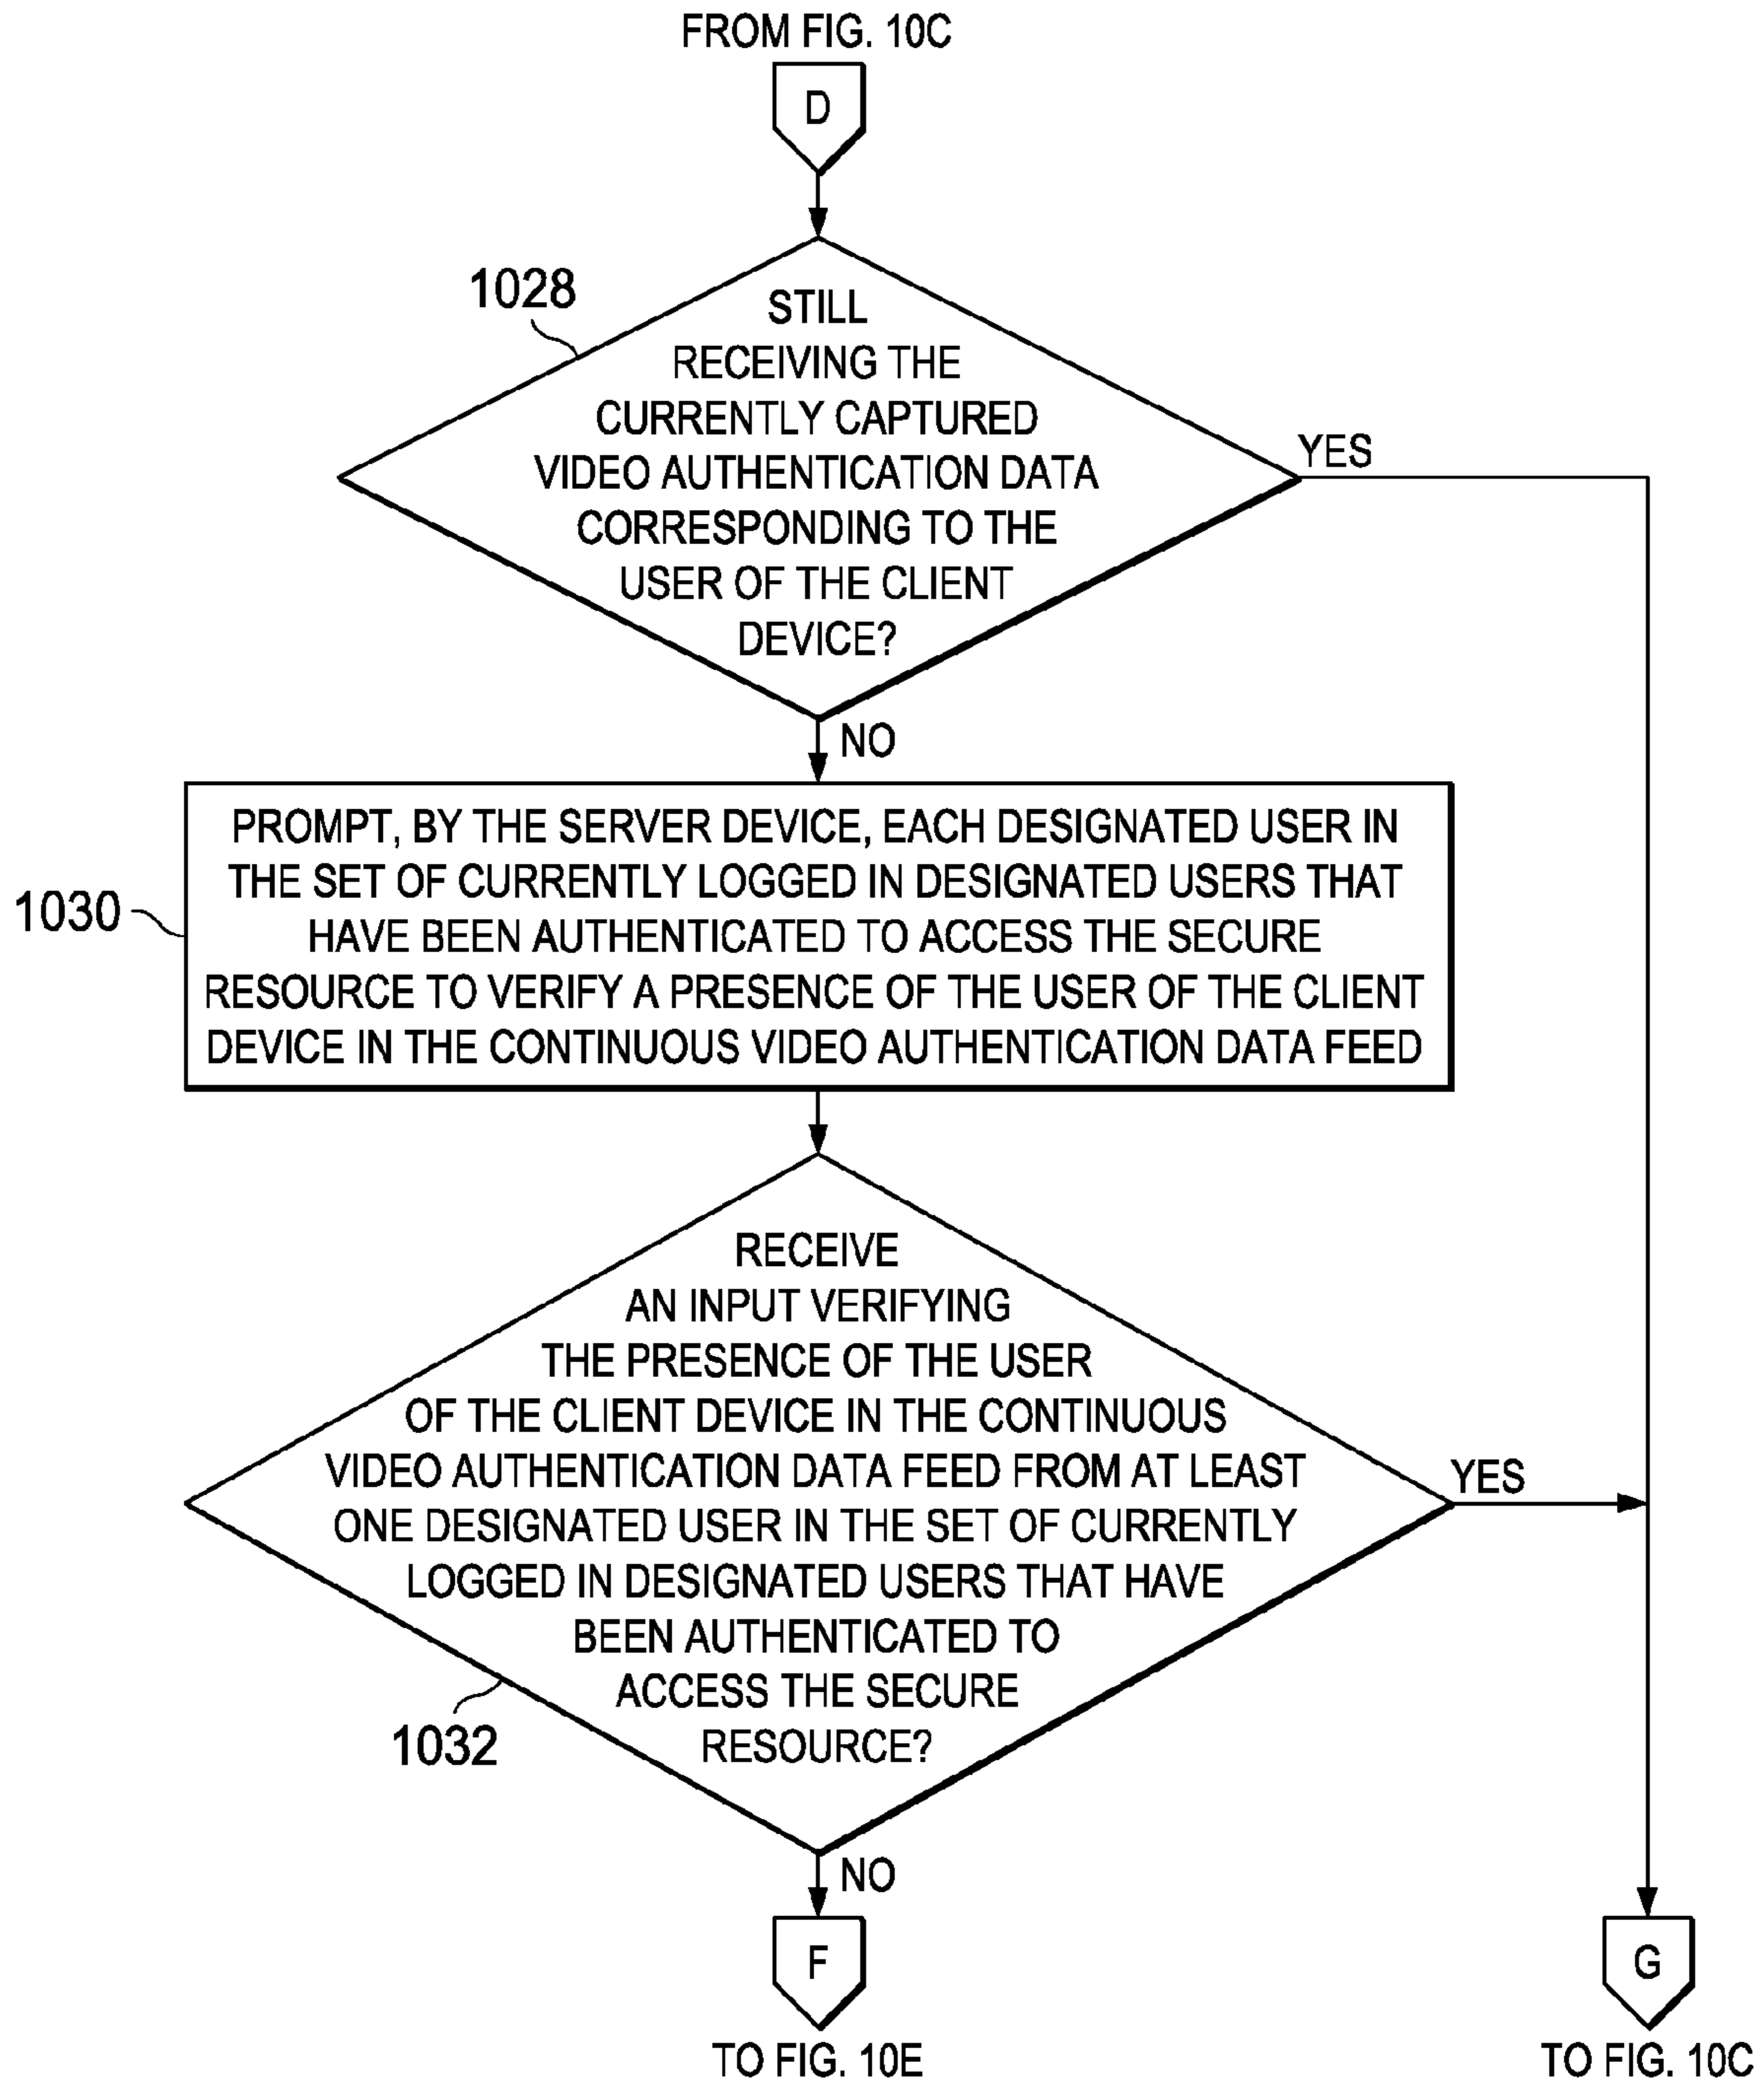 FROM FIG. 10C
D
1028
STILL
RECEIVING THE
CURRENTLY CAPTURED
VIDEO AUTHENTICATION DATA
CORRESPONDING TO THE
USER OF THE CLIENT
DEVICE?
YES
NO
1030
PROMPT, BY THE SERVER DEVICE, EACH DESIGNATED USER IN
THE SET OF CURRENTLY LOGGED IN DESIGNATED USERS THAT
HAVE BEEN AUTHENTICATED TO ACCESS THE SECURE
RESOURCE TO VERIFY A PRESENCE OF THE USER OF THE CLIENT
DEVICE IN THE CONTINUOUS VIDEO AUTHENTICATION DATA FEED
RECEIVE
AN INPUT VERIFYING
THE PRESENCE OF THE USER
OF THE CLIENT DEVICE IN THE CONTINUOUS
VIDEO AUTHENTICATION DATA FEED FROM AT LEAST
ONE DESIGNATED USER IN THE SET OF CURRENTLY
LOGGED IN DESIGNATED USERS THAT HAVE
BEEN AUTHENTICATED TO
ACCESS THE SECURE
RESOURCE?
YES
1032
NO
F
G
TO FIG. 10E
TO FIG. 10C